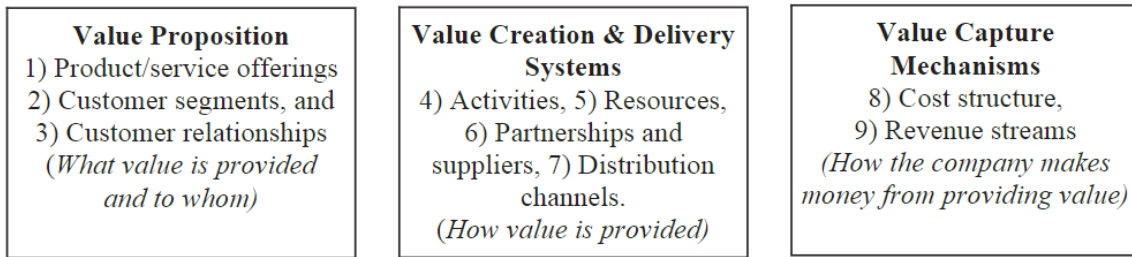 Value Proposition
1) Product/service offerings
2) Customer segments, and
3) Customer relationships
(What value is provided
and to whom)
Value Creation & Delivery
Systems
4) Activities, 5) Resources,
6) Partnerships and
suppliers, 7) Distribution
channels.
(How value is provided)
Value Capture
Mechanisms
8) Cost structure,
9) Revenue streams
(How the company makes
money from providing value)